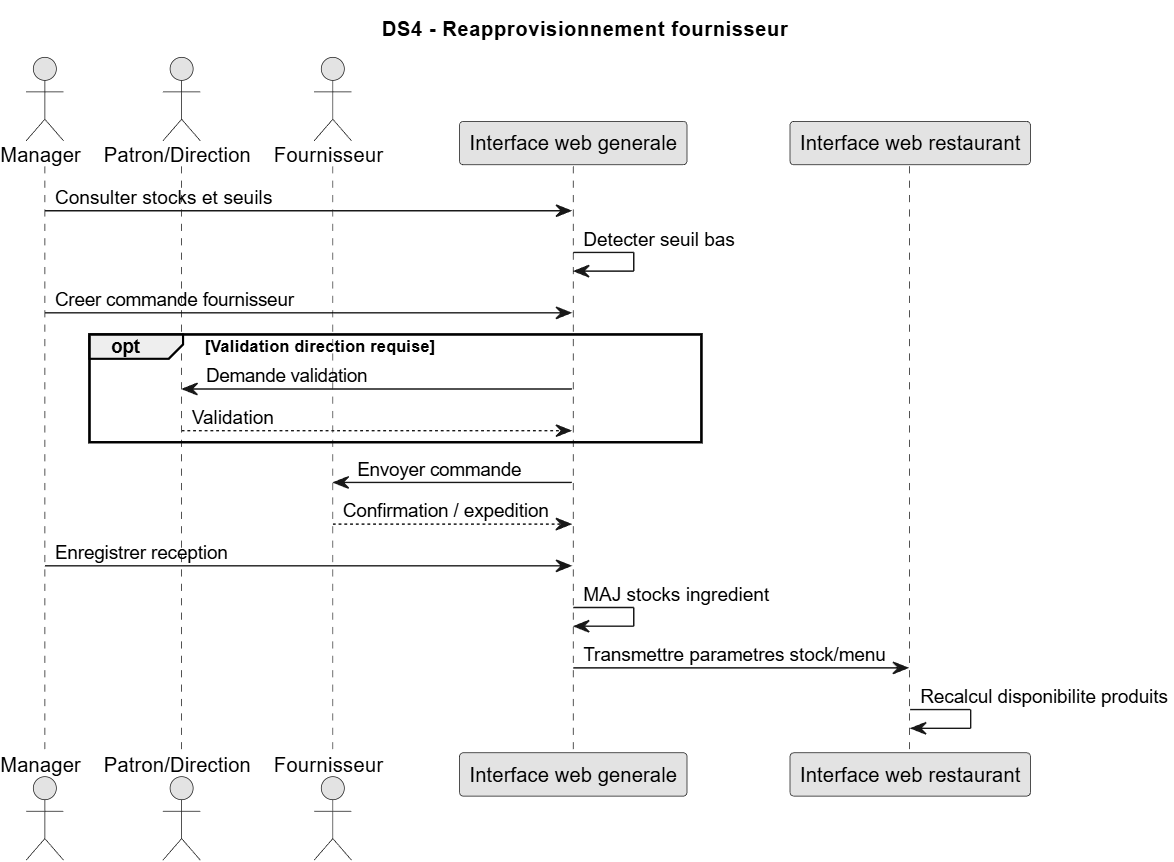 DS4 - Reapprovisionnement fournisseur
Manager
Patron/Direction
Fournisseur
Interface web generale
Interface web restaurant
Consulter stocks et seuils
Detecter seuil bas
Creer commande fournisseur
opt
[Validation direction requise]
Demande validation
Validation
Envoyer commande
Confirmation / expedition
Enregistrer reception
MAJ stocks ingredient
Transmettre parametres stock/menu
Recalcul disponibilite produits
Manager
Patron/Direction
Fournisseur
Interface web generale
Interface web restaurant